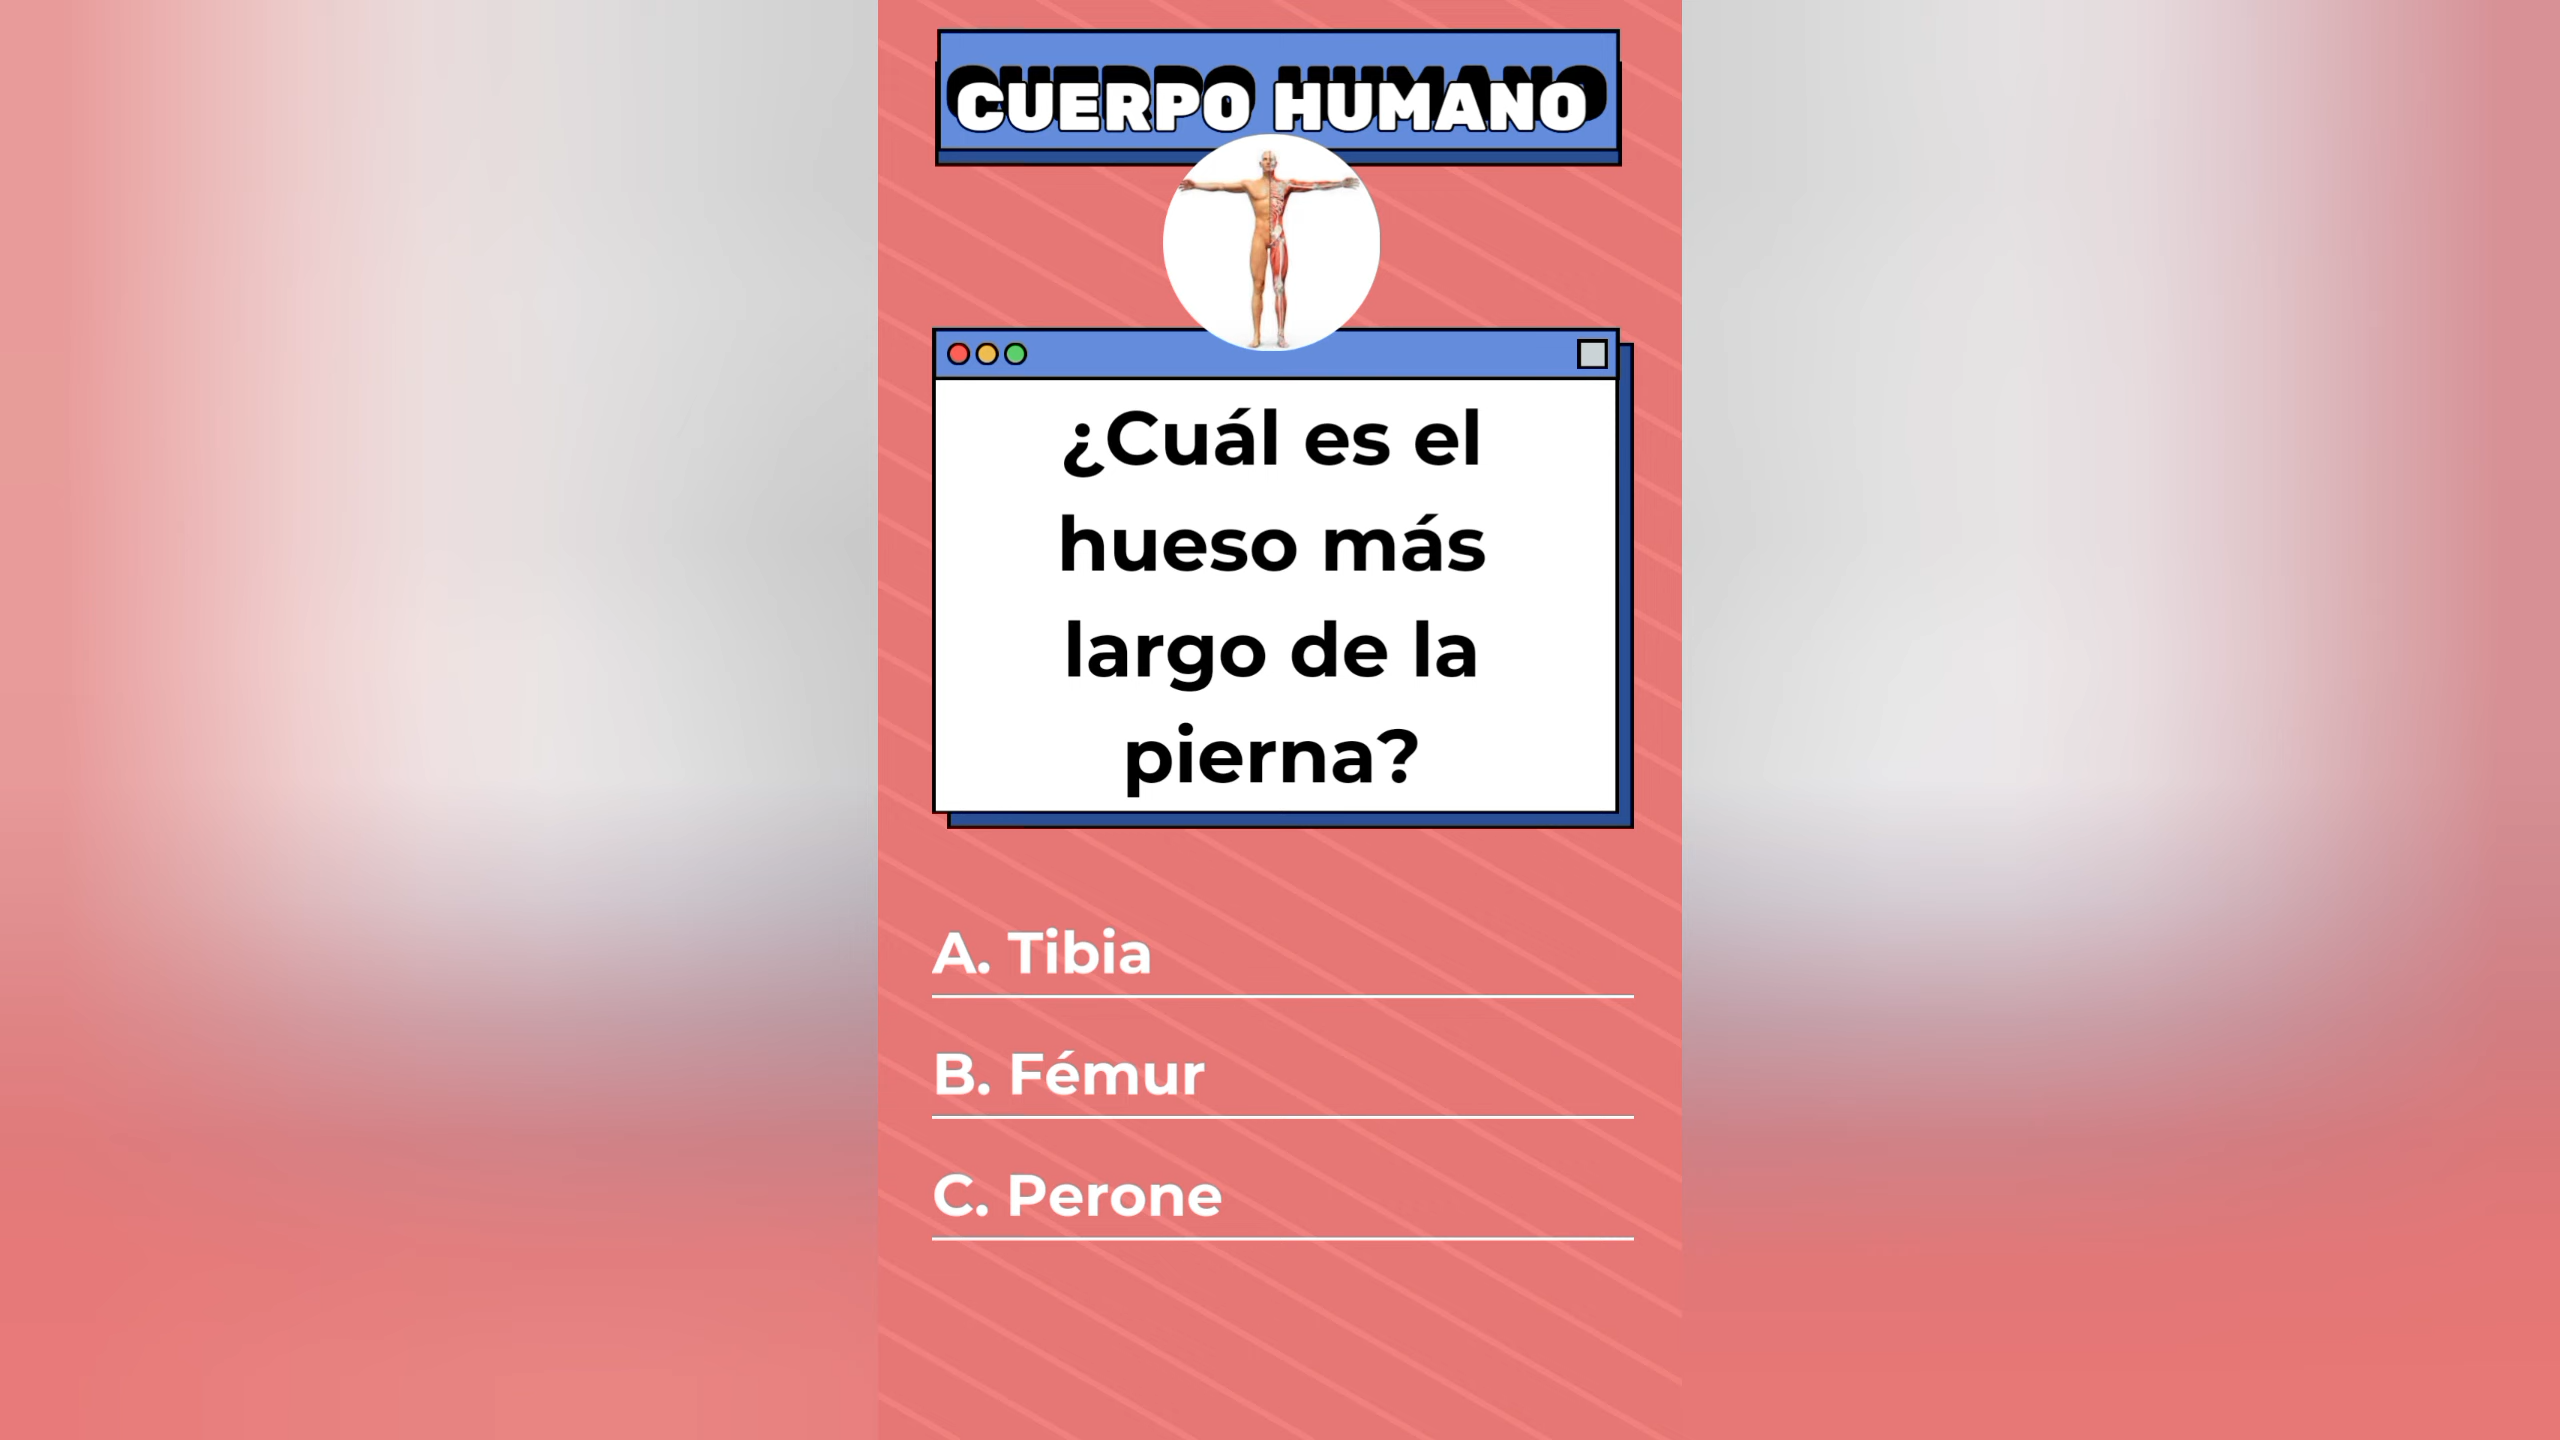 CUERPO HUMANO
¿Cuál es el
hueso más
largo de la
pierna?
A. Tibia
B. Fémur
C. Perone